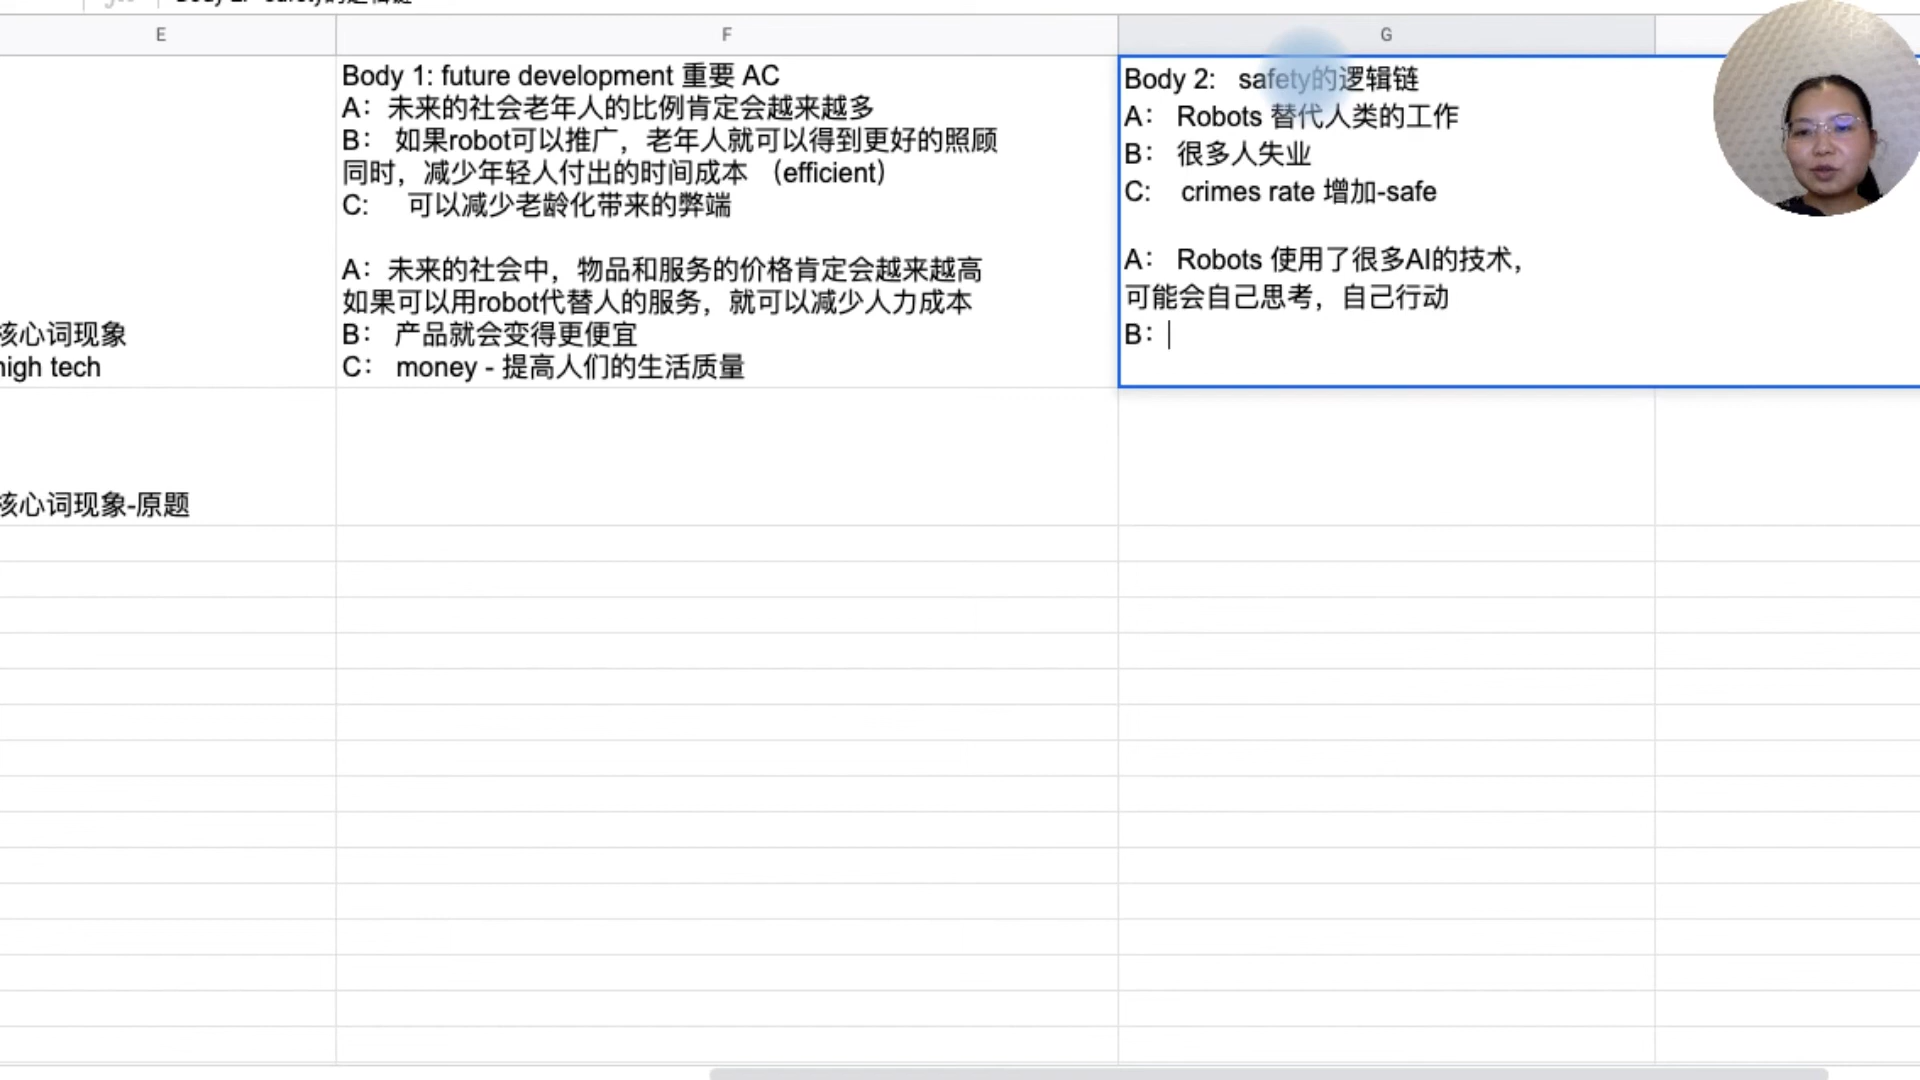 E
F
G
Body 1: future development 重要 AC
A：未来的社会老年人的比例肯定会越来越多
B： 如果robot可以推广，老年人就可以得到更好的照顾
同时，减少年轻人付出的时间成本 （efficient）
C: 可以减少老龄化带来的弊端
A：未来的社会中，物品和服务的价格肯定会越来越高
如果可以用robot代替人的服务，就可以减少人力成本
B： 产品就会变得更便宜
C： money - 提高人们的生活质量
Body 2: safety的逻辑链
A： Robots 替代人类的工作
B： 很多人失业
C: crimes rate 增加-safe
A： Robots 使用了很多AI的技术，
可能会自己思考，自己行动
B：
核心词现象
high tech
核心词现象-原题